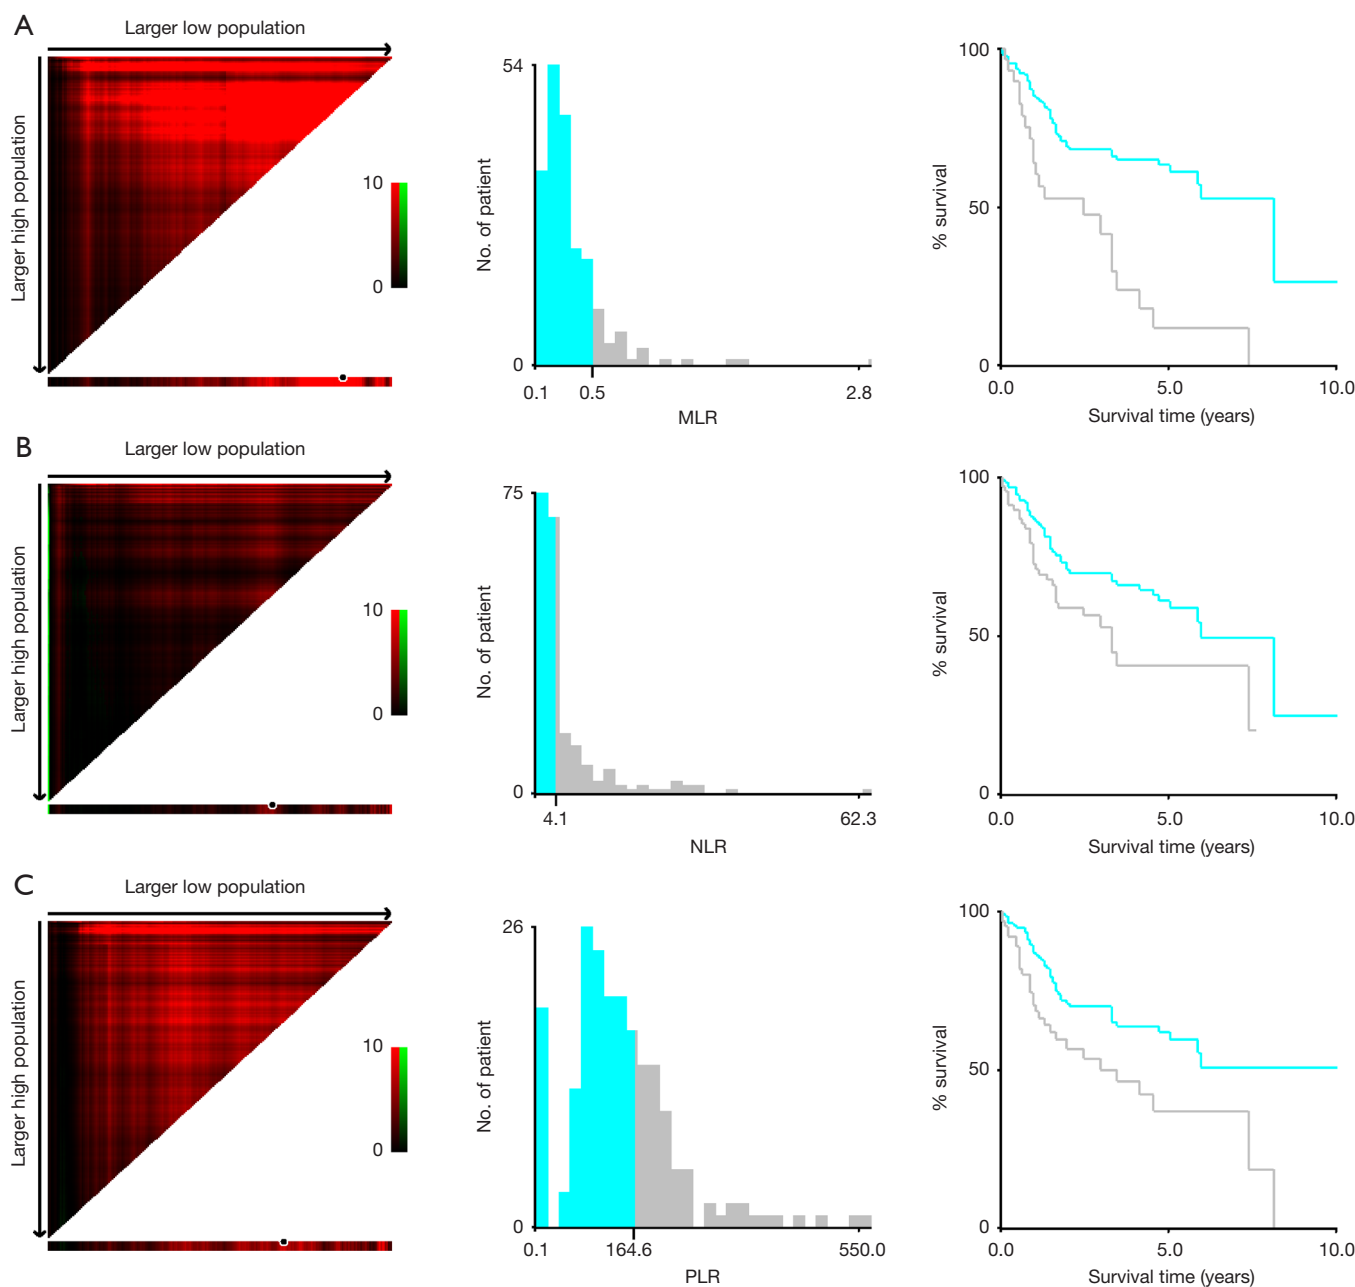 A
Larger low population
Larger high population
10
0
54
0
No. of patient
0.1
0.5
2.8
MLR
100
50
0
% survival
0.0
5.0
10.0
Survival time (years)
B
Larger low population
Larger high population
10
0
75
0
No. of patient
4.1
62.3
NLR
100
50
0
% survival
0.0
5.0
10.0
Survival time (years)
C
Larger low population
Larger high population
10
0
26
0
No. of patient
0.1
164.6
550.0
PLR
100
50
0
% survival
0.0
5.0
10.0
Survival time (years)